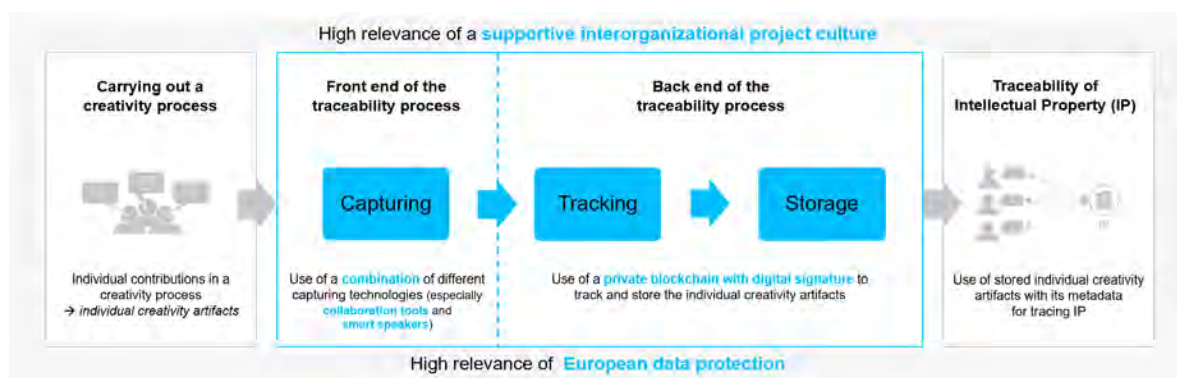 High relevance of a supportive interorganizational project culture
Carrying out a
creativity process
Individual contributions in a
creativity process
→ individual creativity artifacts
Front end of the
traceability process
Capturing
Use of a combination of different
capturing technologies (especially
collaboration tools and
smart speakers)
Back end of the
traceability process
Tracking
Storage
Use of a private blockchain with digital signature to
track and store the individual creativity artifacts
Traceability of
Intellectual Property (IP)
Use of stored individual creativity
artifacts with its metadata
for tracing IP
High relevance of European data protection